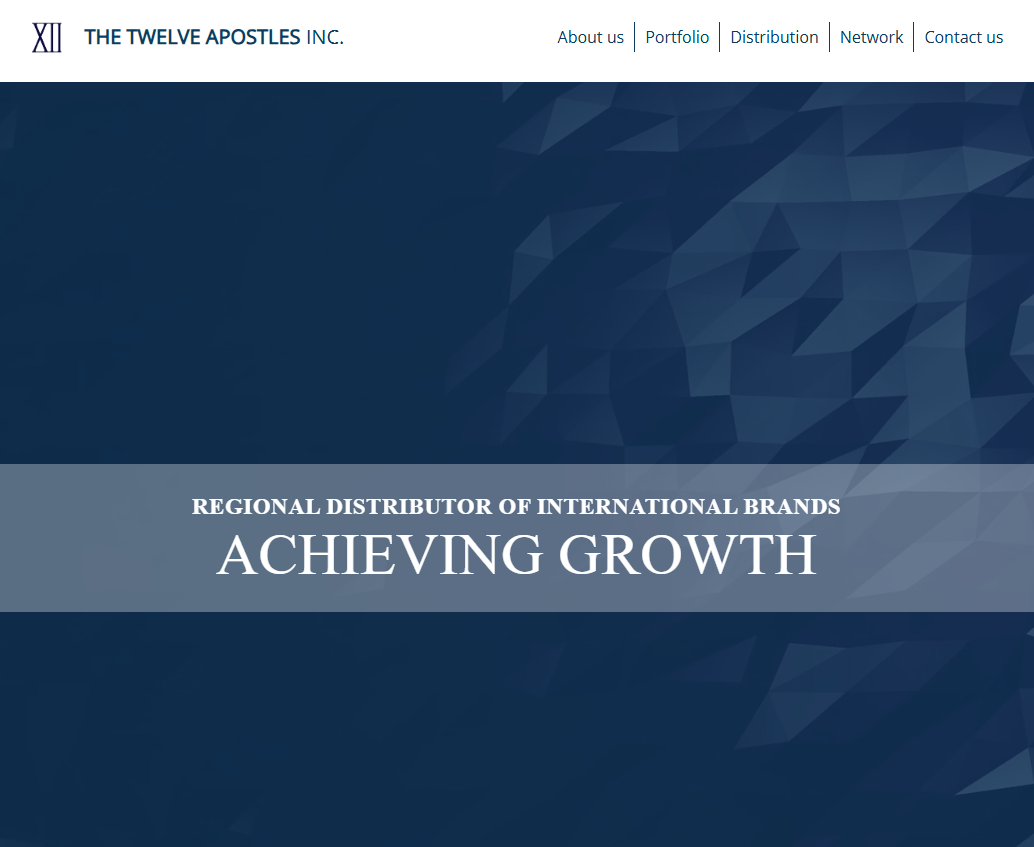 XII
THE TWELVE APOSTLES INC.
About us
Portfolio
Distribution
Network
Contact us
REGIONAL DISTRIBUTOR OF INTERNATIONAL BRANDS
ACHIEVING GROWTH